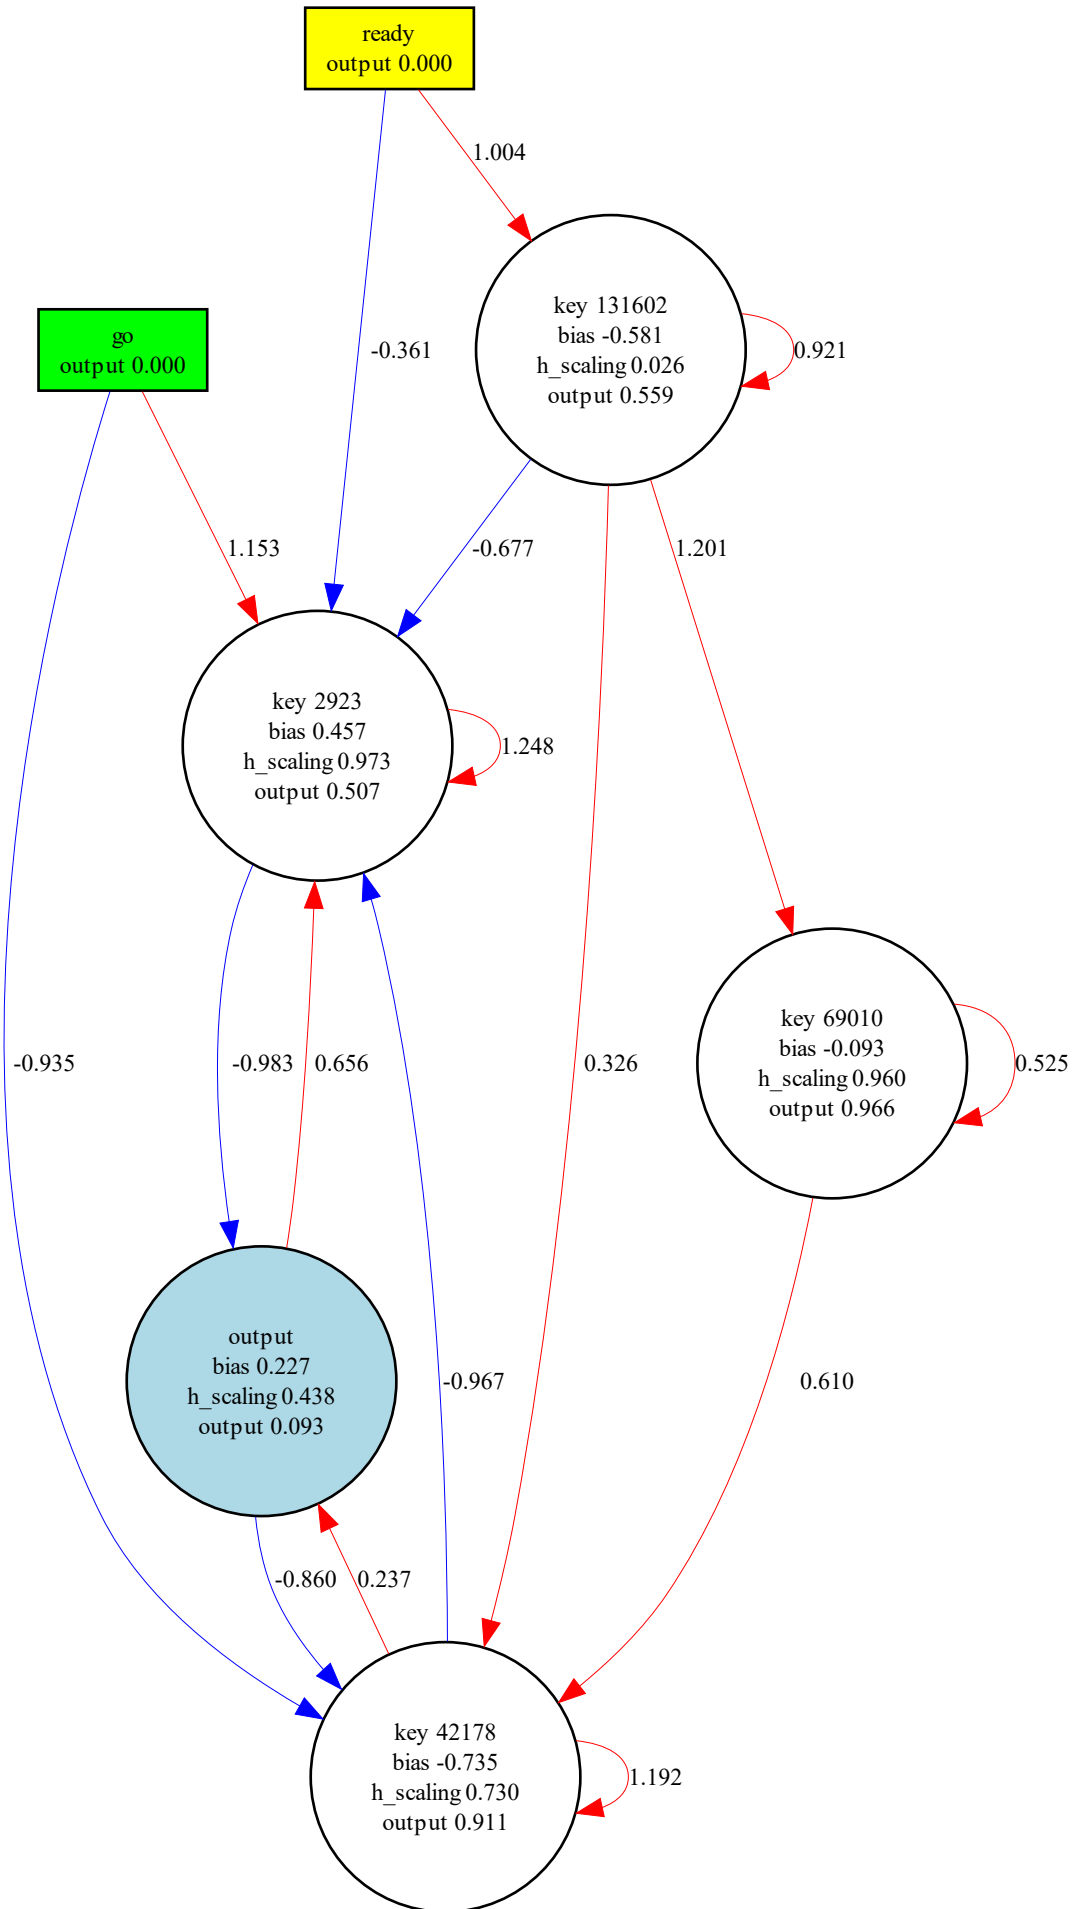 ready
output 0.000
1.004
key 131602
bias -0.581
h_scaling 0.026
output 0.559
0.921
go
output 0.000
-0.361
1.153
-0.677
1.201
key 2923
bias 0.457
h_scaling 0.973
output 0.507
1.248
key 69010
bias -0.093
h_scaling 0.960
output 0.966
0.525
-0.935
-0.983
0.656
0.326
output
bias 0.227
h_scaling 0.438
output 0.093
-0.967
0.610
-0.860
0.237
key 42178
bias -0.735
h_scaling 0.730
output 0.911
1.192